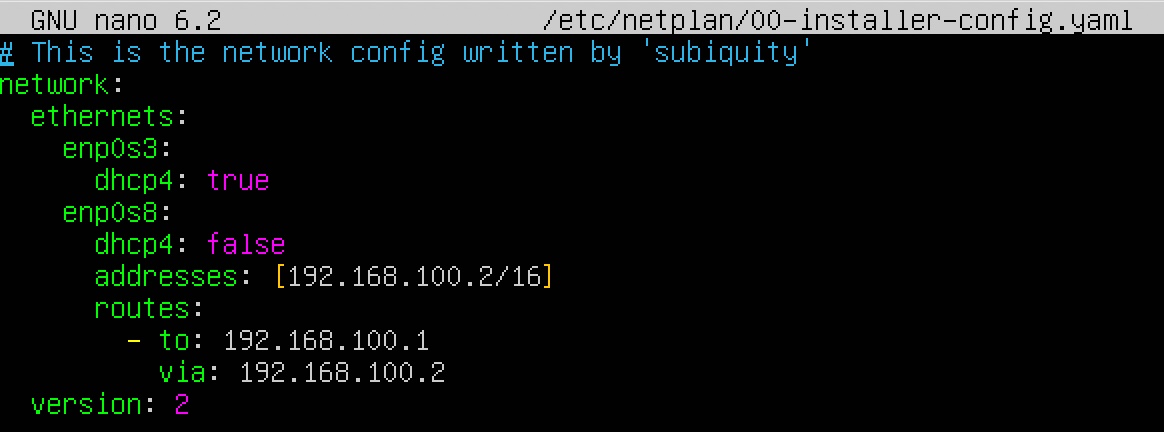 GNU nano 6.2 /etc/netplan/00-installer-config.yaml
# This is the network config written by 'subiquity'
network:
  ethernets:
    enp0s3:
      dhcp4: true
    enp0s8:
      dhcp4: false
      addresses: [192.168.100.2/16]
      routes:
        - to: 192.168.100.1
          via: 192.168.100.2
  version: 2